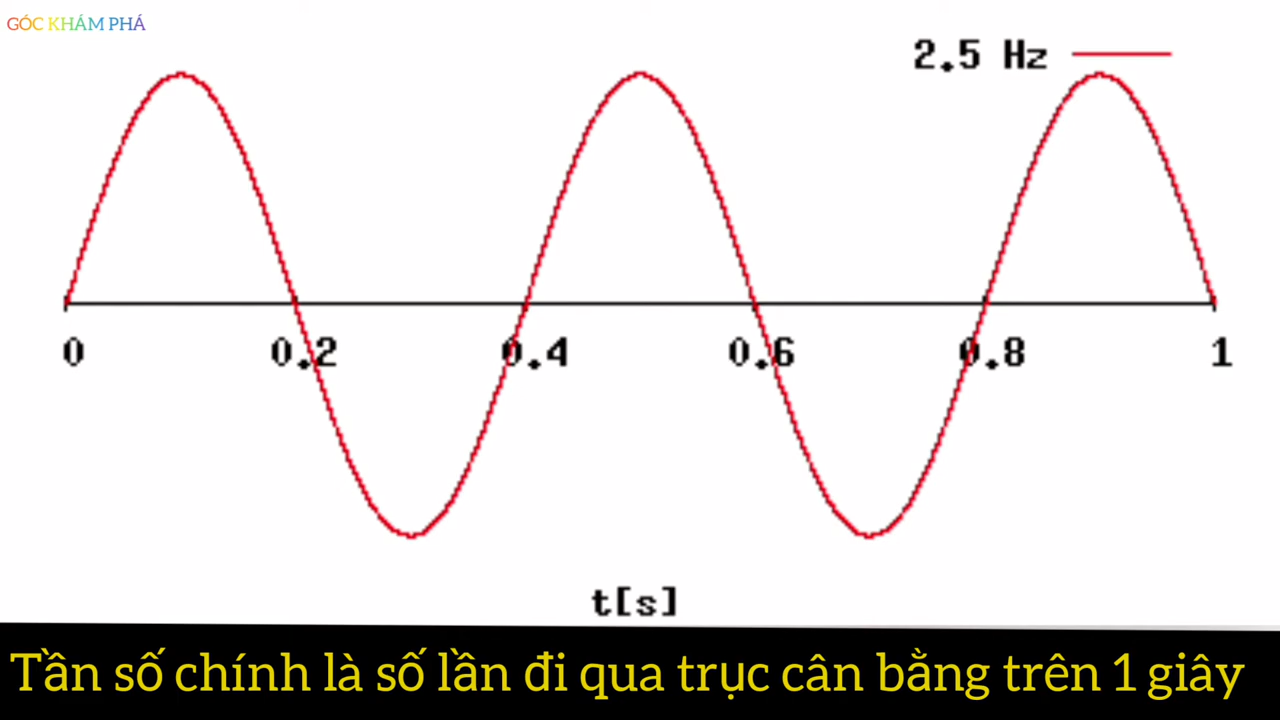 GÓC KHÁM PHÁ
2.5 Hz
0 0.2 0.4 0.6 0.8 1
t[s]
Tần số chính là số lần đi qua trục cân bằng trên 1 giây